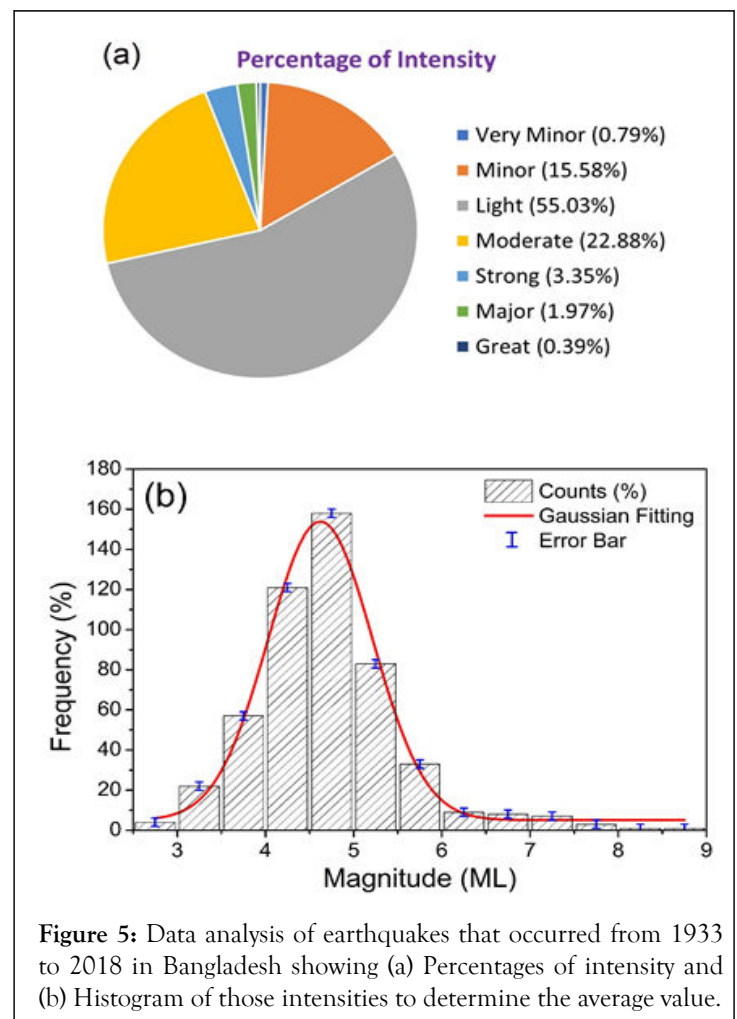 (a)
Percentage of Intensity
Very Minor (0.79%)
Minor (15.58%)
Light (55.03%)
Moderate (22.88%)
Strong (3.35%)
Major (1.97%)
Great (0.39%)
(b)
Counts (%)
Gaussian Fitting
Error Bar
Frequency (%)
180
160
140
120
100
80
60
40
20
0
3 4 5 6 7 8 9
Magnitude (ML)
Figure 5: Data analysis of earthquakes that occurred from 1933
to 2018 in Bangladesh showing (a) Percentages of intensity and
(b) Histogram of those intensities to determine the average value.